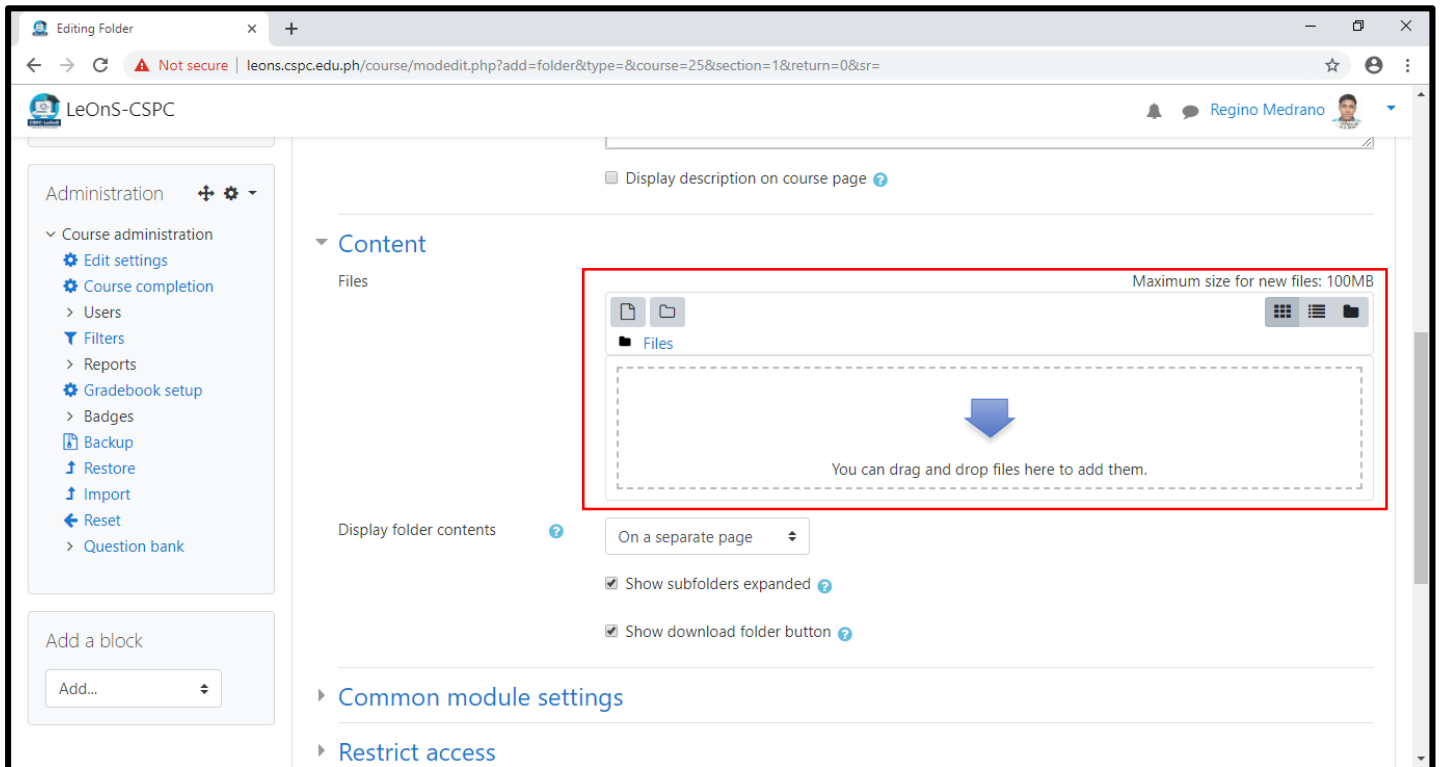 Editing Folder
Not secure | leons.cspc.edu.ph/course/modedit.php?add=folder&type=&course=25&section=1&return=0&sr=
LeOnS-CSPC
Regino Medrano
Administration
Course administration
Edit settings
Course completion
Users
Filters
Reports
Gradebook setup
Badges
Backup
Restore
Import
Reset
Question bank
Add a block
Add...
Display description on course page
Content
Files
Maximum size for new files: 100MB
Files
You can drag and drop files here to add them.
Display folder contents
On a separate page
Show subfolders expanded
Show download folder button
Common module settings
Restrict access